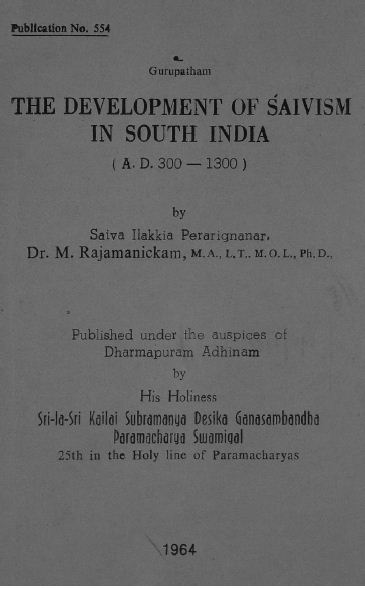 Publication No. 554
உ
Gurupatham
THE DEVELOPMENT OF ŚAIVISM
IN SOUTH INDIA
( A. D. 300 — 1300 )
by
Saiva Ilakkia Perarignanar,
Dr. M. Rajamanickam, M. A., L. T., M. O. L., Ph. D.,
Published under the auspices of
Dharmapuram Adhinam
by
His Holiness
Sri-la-Sri Kailai Subramanya Desika Ganasambandha
Paramacharya Swamigal
25th in the Holy line of Paramacharyas
1964